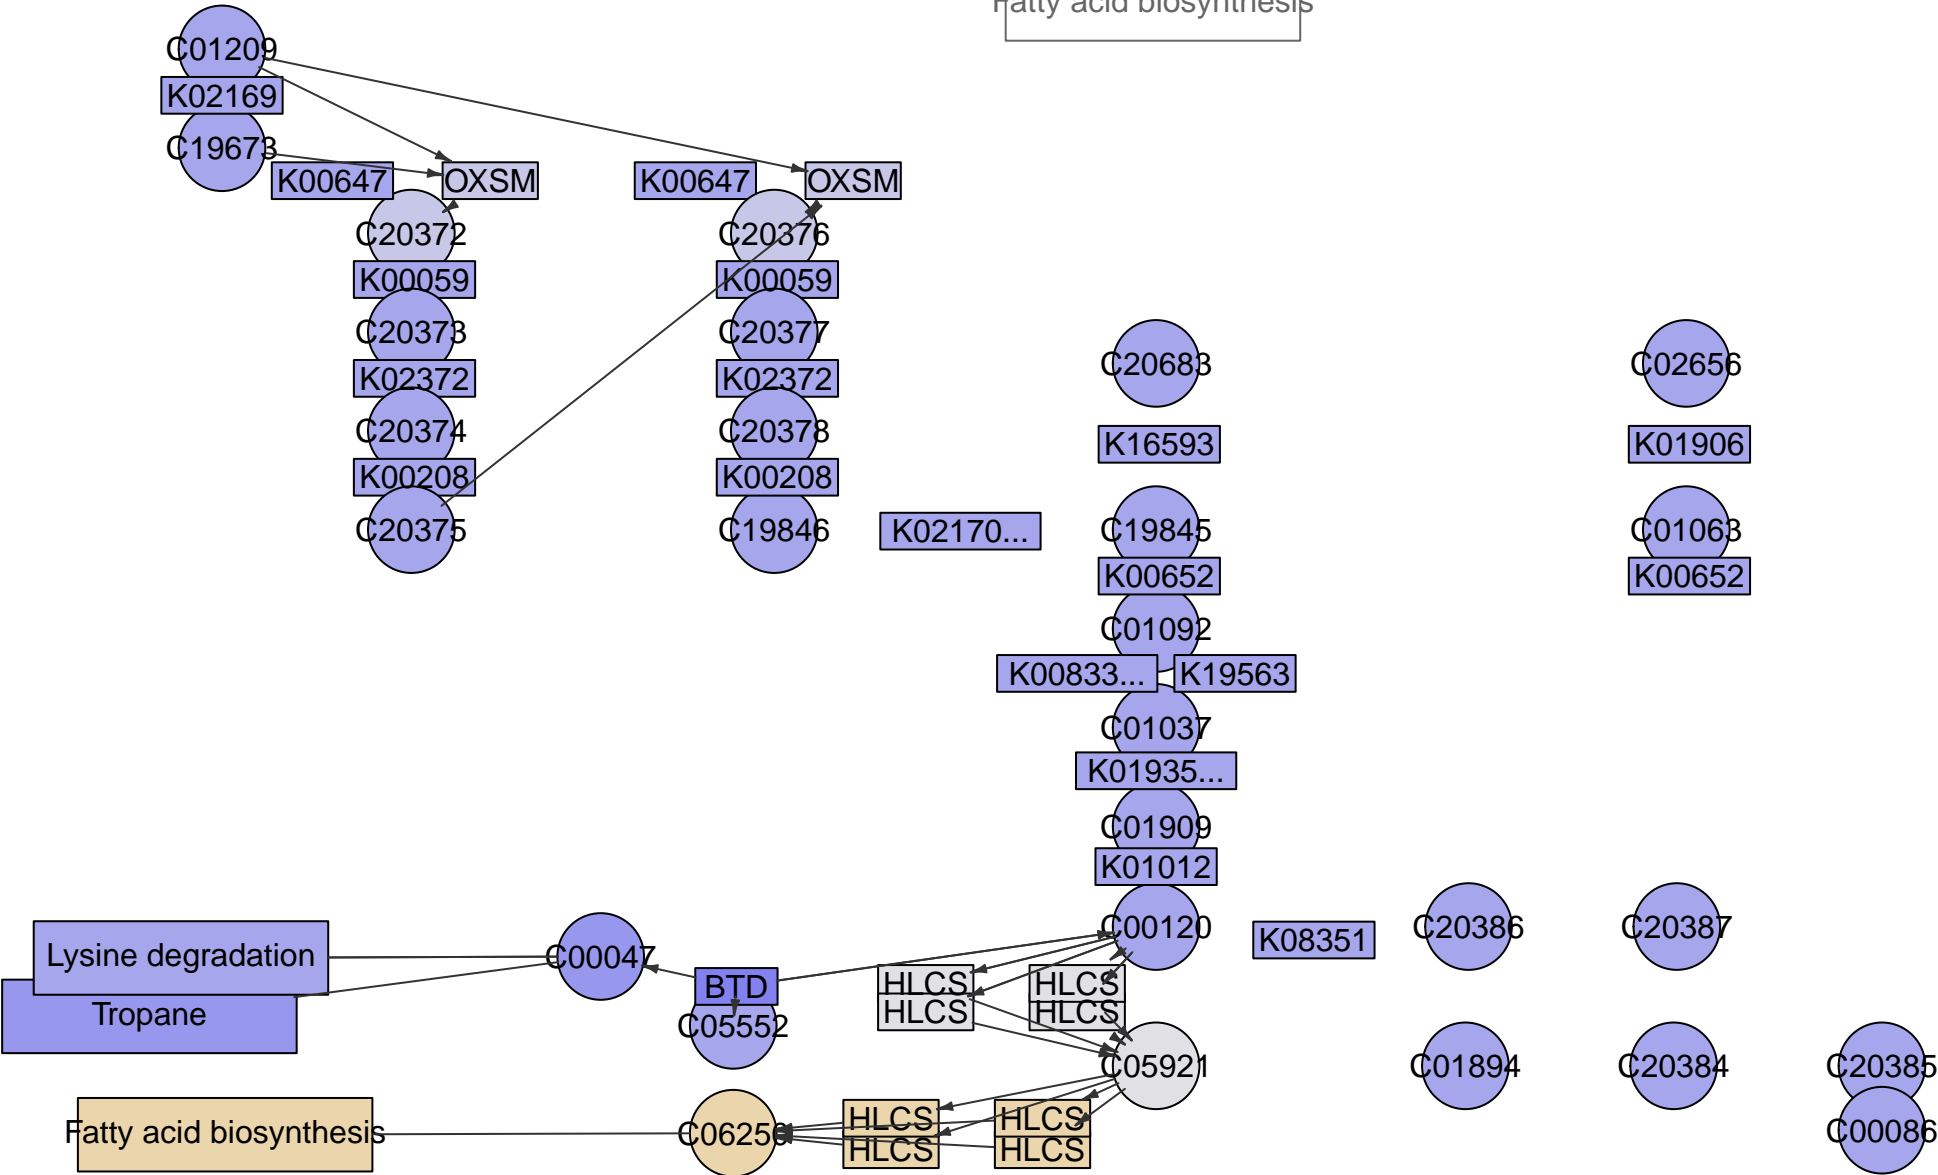 Fatty acid biosynthesis
C01209
K02169
C19673
K00647
OXSM
K00647
OXSM
C20372
C20376
K00059
K00059
C20373
C20377
C20683
C02656
K02372
K02372
C20374
C20378
K16593
K01906
K00208
K00208
C20375
C19846
K02170...
C19845
C01063
K00652
K00652
C01092
K00833...
K19563
C01037
K01935...
C01909
K01012
C00120
K08351
C20386
C20387
Lysine degradation
C00047
BTD
HLCS
HLCS
Tropane
C05552
HLCS
HLCS
C05921
C01894
C20384
C20385
Fatty acid biosynthesis
C06250
HLCS
HLCS
C00086
HLCS
HLCS